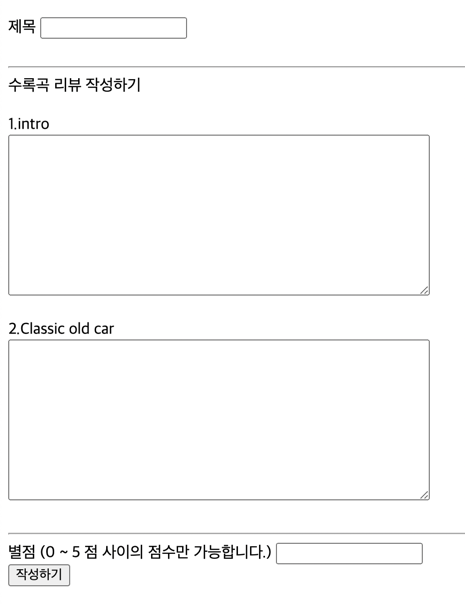 제목
수록곡 리뷰 작성하기
1.intro
2.Classic old car
별점 (0 ~ 5 점 사이의 점수만 가능합니다.)
작성하기